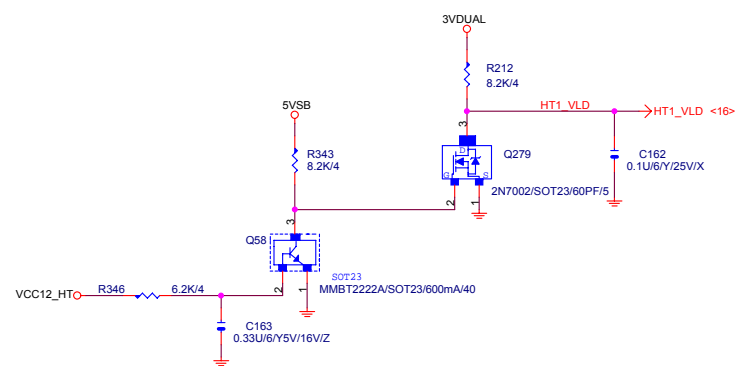 3VDUAL
R212
8.2K/4
HT1_VLD
HT1_VLD <16>
5VSB
3
R343
8.2K/4
D
G
S
Q279
C162
0.1U/6/Y/25V/X
2N7002/SOT23/60PF/5
2
1
3
Q58
SOT23
MMBT2222A/SOT23/600mA/40
VCC12_HT
R346
6.2K/4
2
1
C163
0.33U/6/Y5V/16V/Z